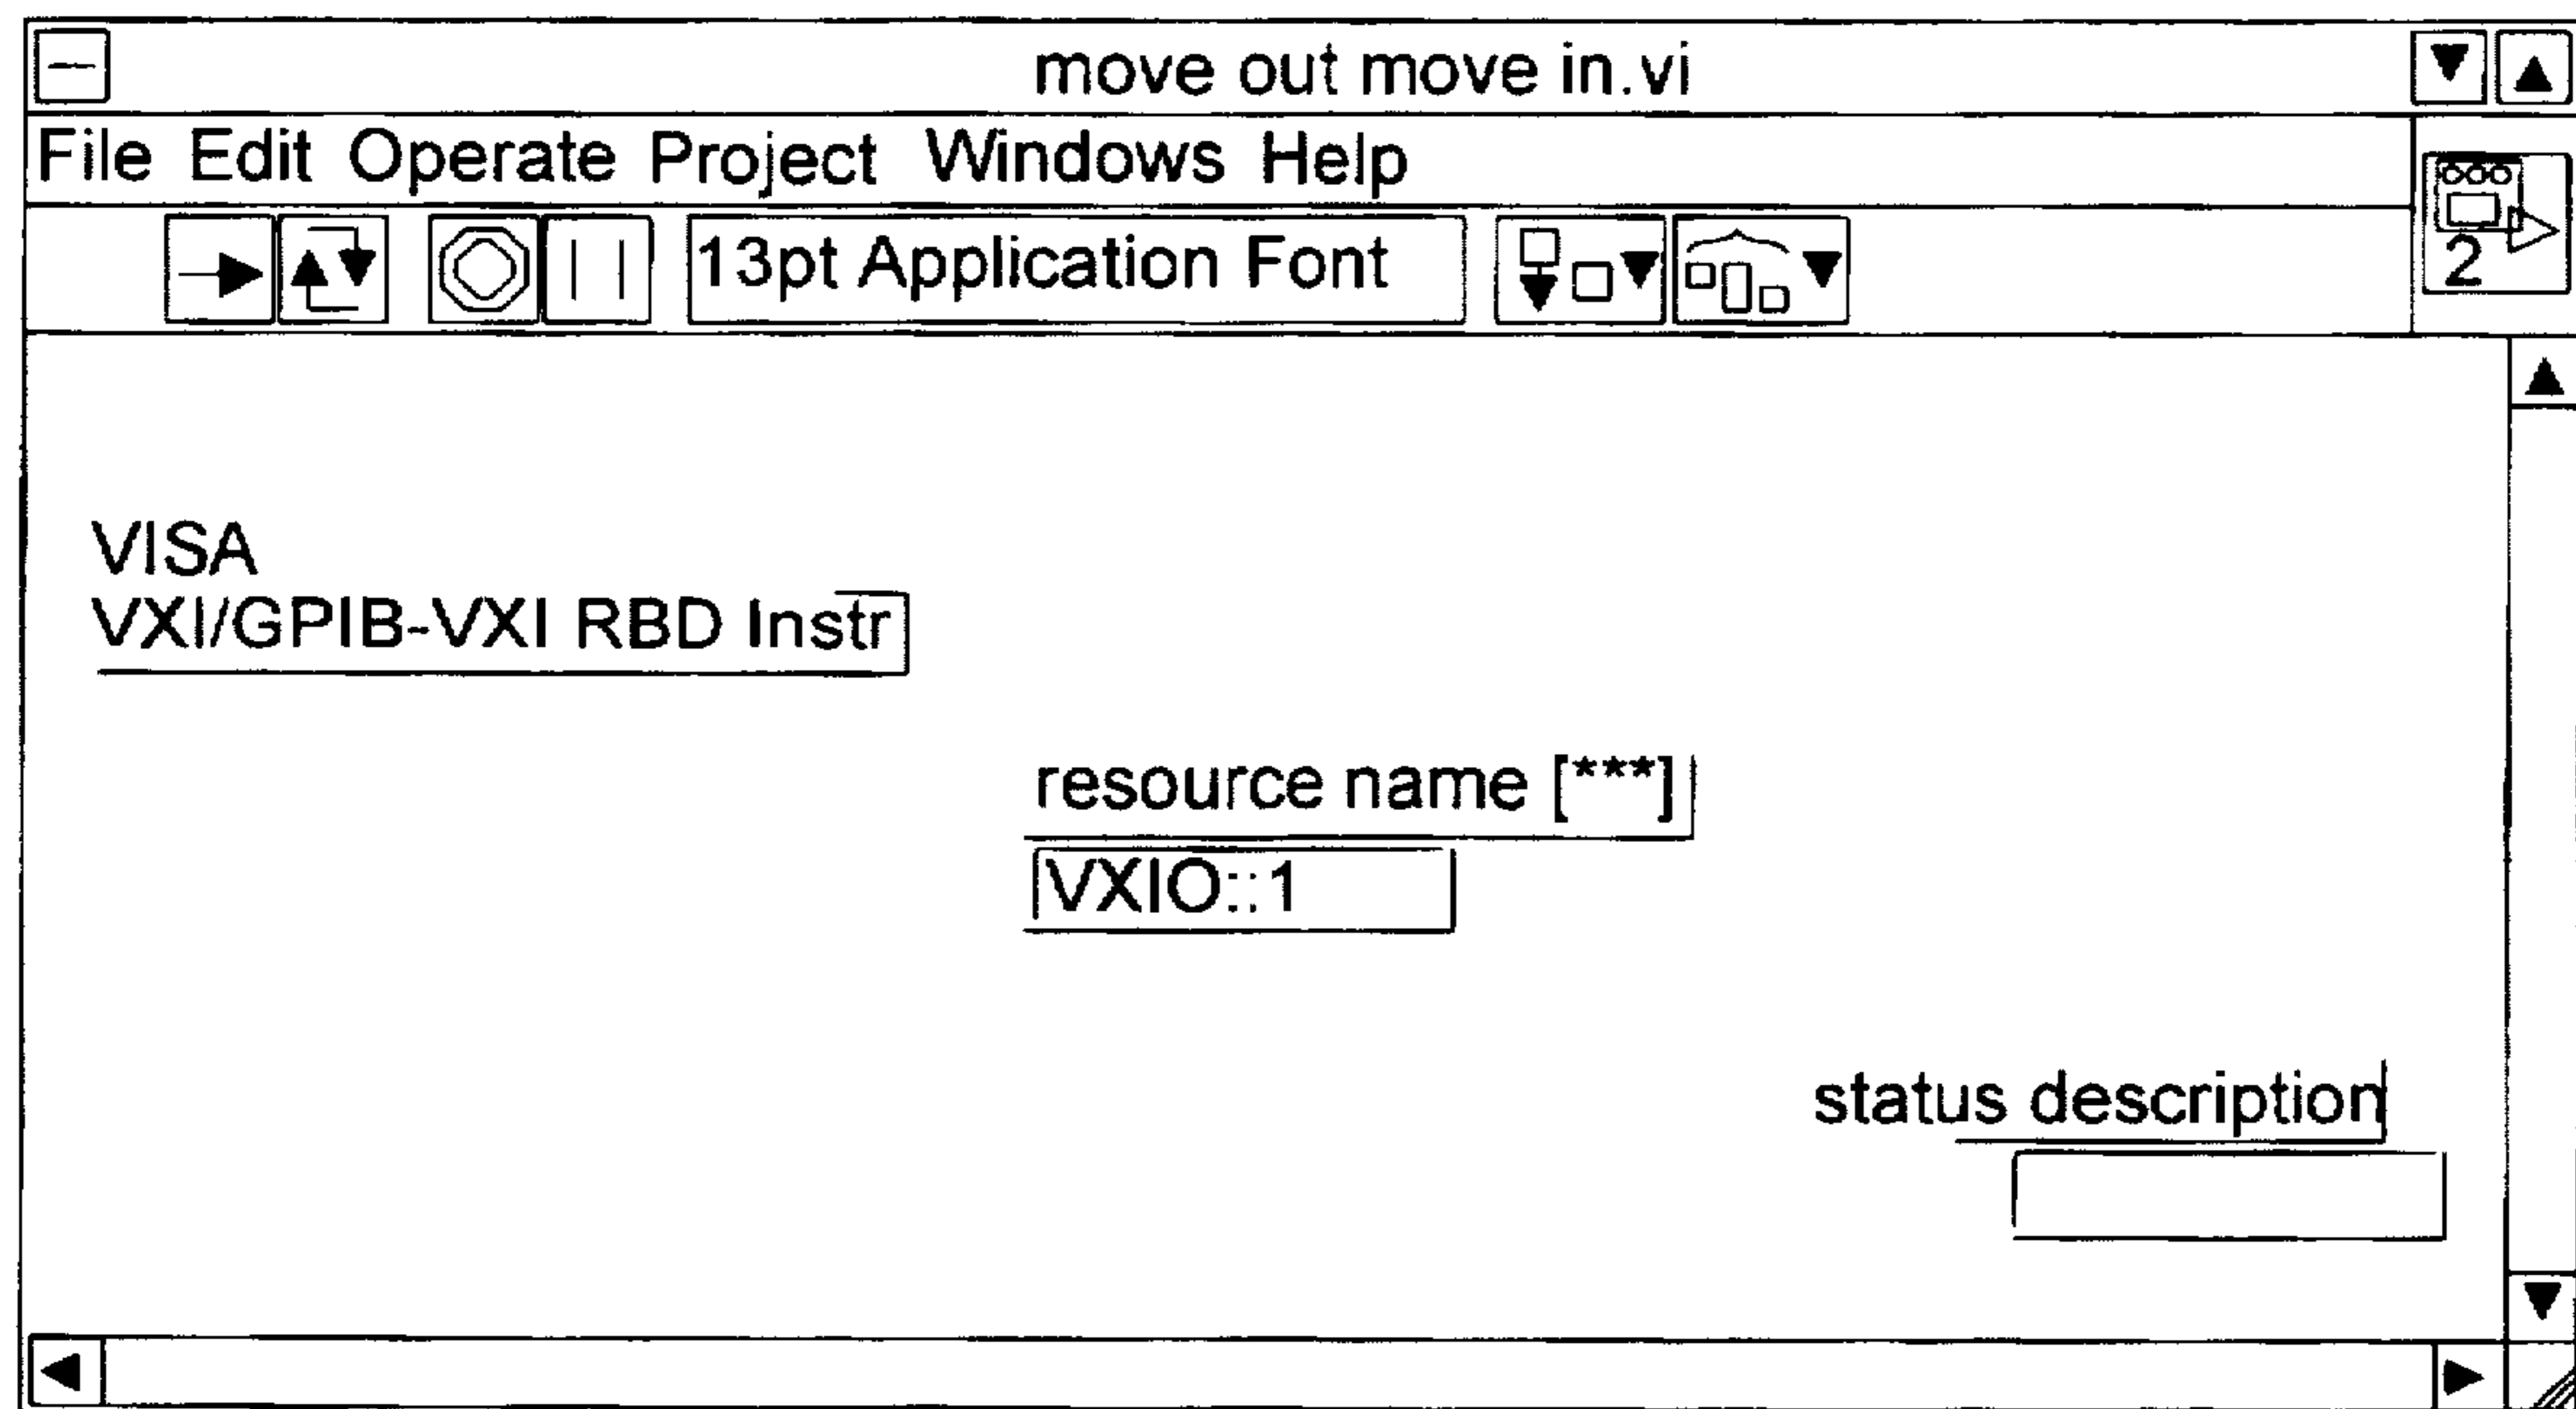 move out move in.vi
File Edit Operate Project Windows Help
13pt Application Font
2
VISA
VXI/GPIB-VXI RBD Instr
resource name [***]
VXIO::1
status description